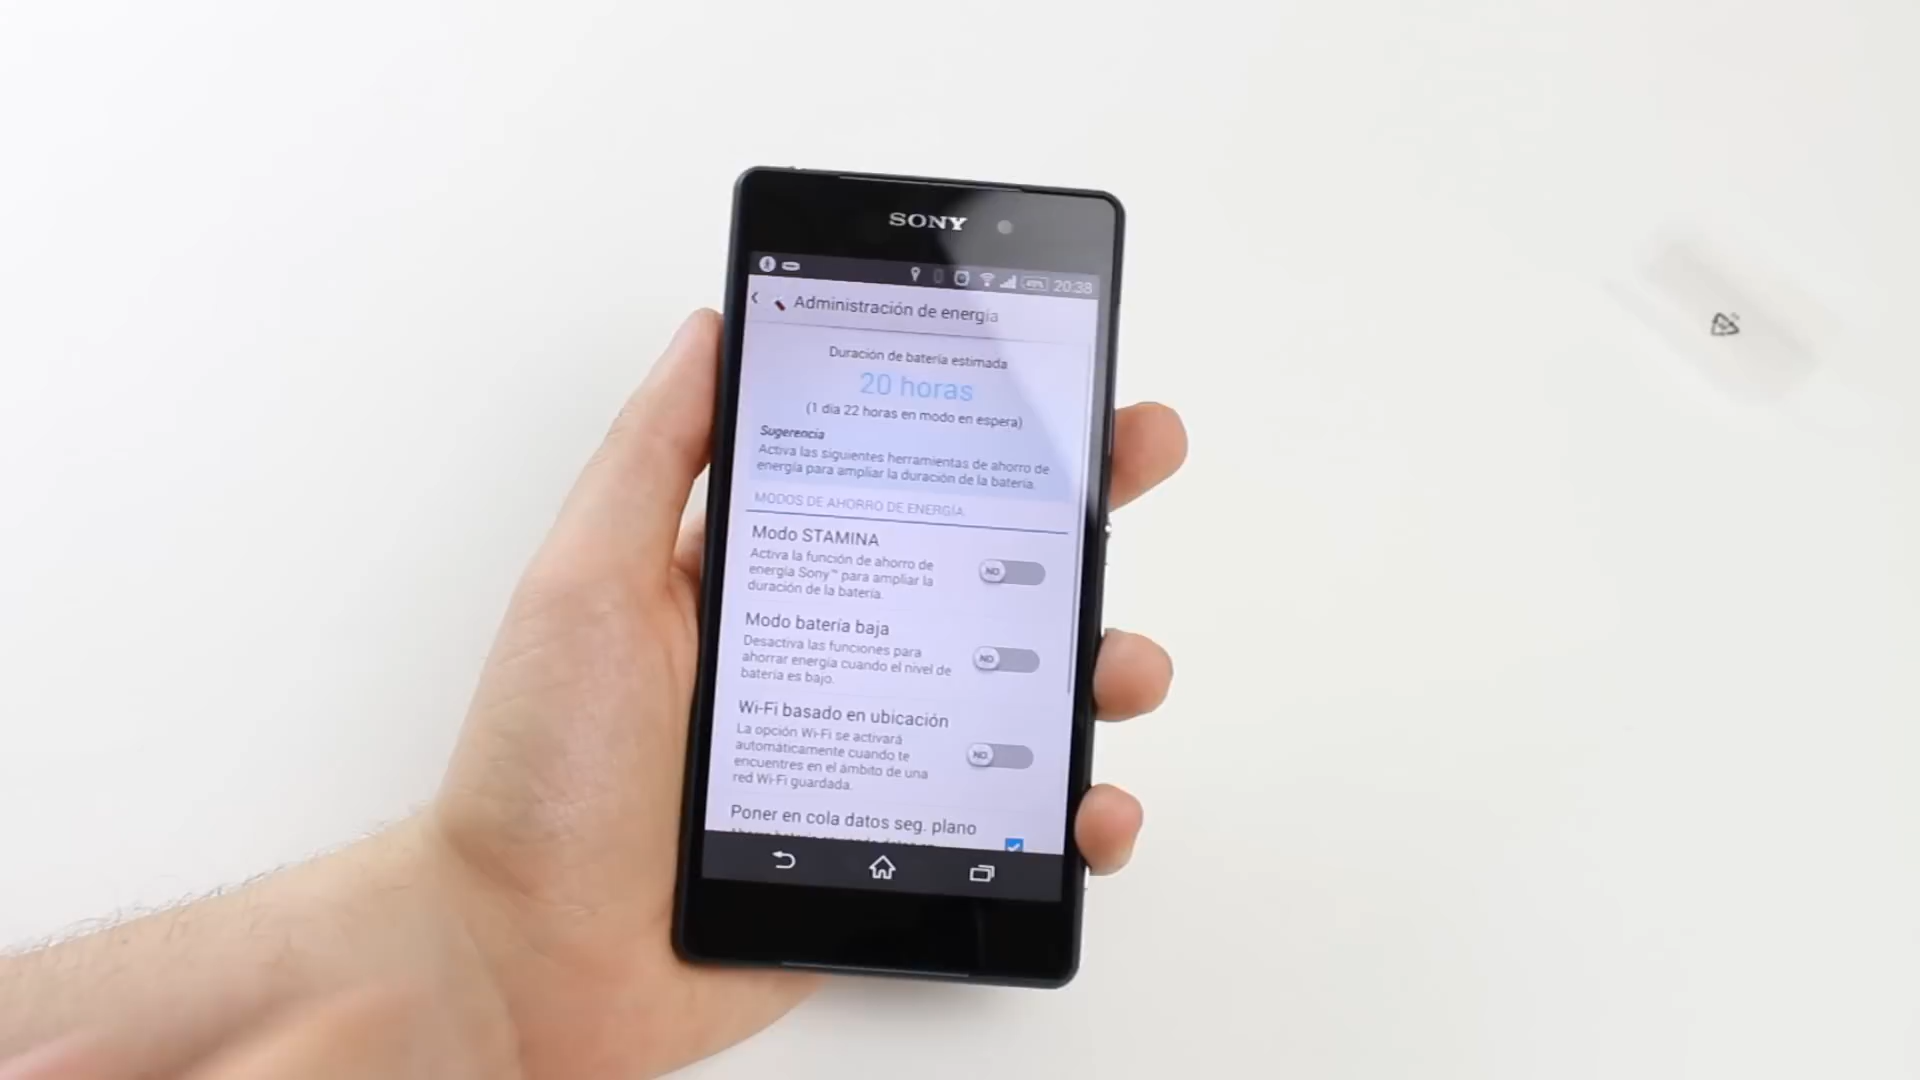 SONY
20:38
Administración de energía
Duración de batería estimada
20 horas
(1 día 22 horas en modo en espera)
Sugerencia
Activa las siguientes herramientas de ahorro de
energía para ampliar la duración de la batería.
MODOS DE AHORRO DE ENERGÍA
Modo STAMINA
Activa la función de ahorro de
energía Sony™ para ampliar la
duración de la batería.
NO
Modo batería baja
Desactiva las funciones para
ahorrar energía cuando el nivel de
batería es bajo.
NO
Wi-Fi basado en ubicación
La opción Wi-Fi se activará
automáticamente cuando te
encuentres en el ámbito de una
red Wi-Fi guardada.
NO
Poner en cola datos seg. plano